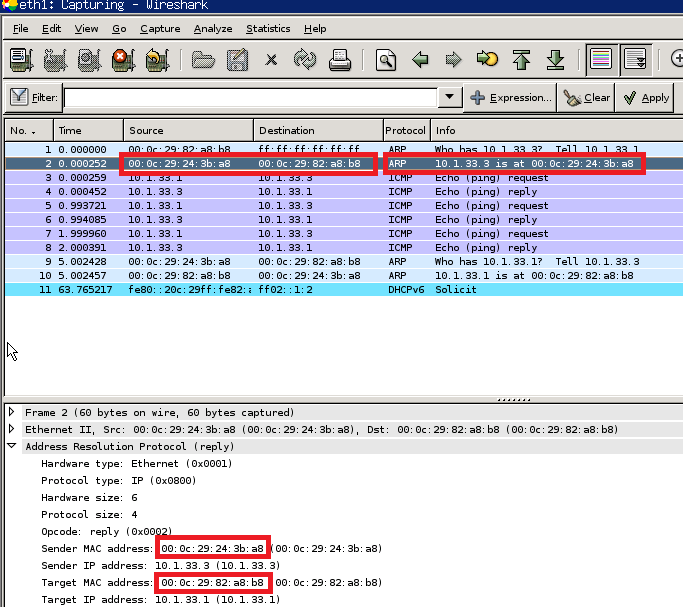 eth1: Capturing - Wireshark
File Edit View Go Capture Analyze Statistics Help
Filter: Expression... Clear Apply
No. Time Source Destination Protocol Info
1 0.000000 00:0c:29:82:a8:b8 ff:ff:ff:ff:ff:ff ARP Who has 10.1.33.3? Tell 10.1.33.1
2 0.000252 00:0c:29:24:3b:a8 00:0c:29:82:a8:b8 ARP 10.1.33.3 is at 00:0c:29:24:3b:a8
3 0.000259 10.1.33.1 10.1.33.3 ICMP Echo (ping) request
4 0.000452 10.1.33.3 10.1.33.1 ICMP Echo (ping) reply
5 0.993721 10.1.33.1 10.1.33.3 ICMP Echo (ping) request
6 0.994085 10.1.33.3 10.1.33.1 ICMP Echo (ping) reply
7 1.999960 10.1.33.1 10.1.33.3 ICMP Echo (ping) request
8 2.000391 10.1.33.3 10.1.33.1 ICMP Echo (ping) reply
9 5.002428 00:0c:29:24:3b:a8 00:0c:29:82:a8:b8 ARP Who has 10.1.33.1? Tell 10.1.33.3
10 5.002457 00:0c:29:82:a8:b8 00:0c:29:24:3b:a8 ARP 10.1.33.1 is at 00:0c:29:82:a8:b8
11 63.765217 fe80::20c:29ff:fe82:a ff02::1:2 DHCPv6 Solicit
Frame 2 (60 bytes on wire, 60 bytes captured)
Ethernet II, Src: 00:0c:29:24:3b:a8 (00:0c:29:24:3b:a8), Dst: 00:0c:29:82:a8:b8 (00:0c:29:82:a8:b8)
Address Resolution Protocol (reply)
Hardware type: Ethernet (0x0001)
Protocol type: IP (0x0800)
Hardware size: 6
Protocol size: 4
Opcode: reply (0x0002)
Sender MAC address: 00:0c:29:24:3b:a8 (00:0c:29:24:3b:a8)
Sender IP address: 10.1.33.3 (10.1.33.3)
Target MAC address: 00:0c:29:82:a8:b8 (00:0c:29:82:a8:b8)
Target IP address: 10.1.33.1 (10.1.33.1)